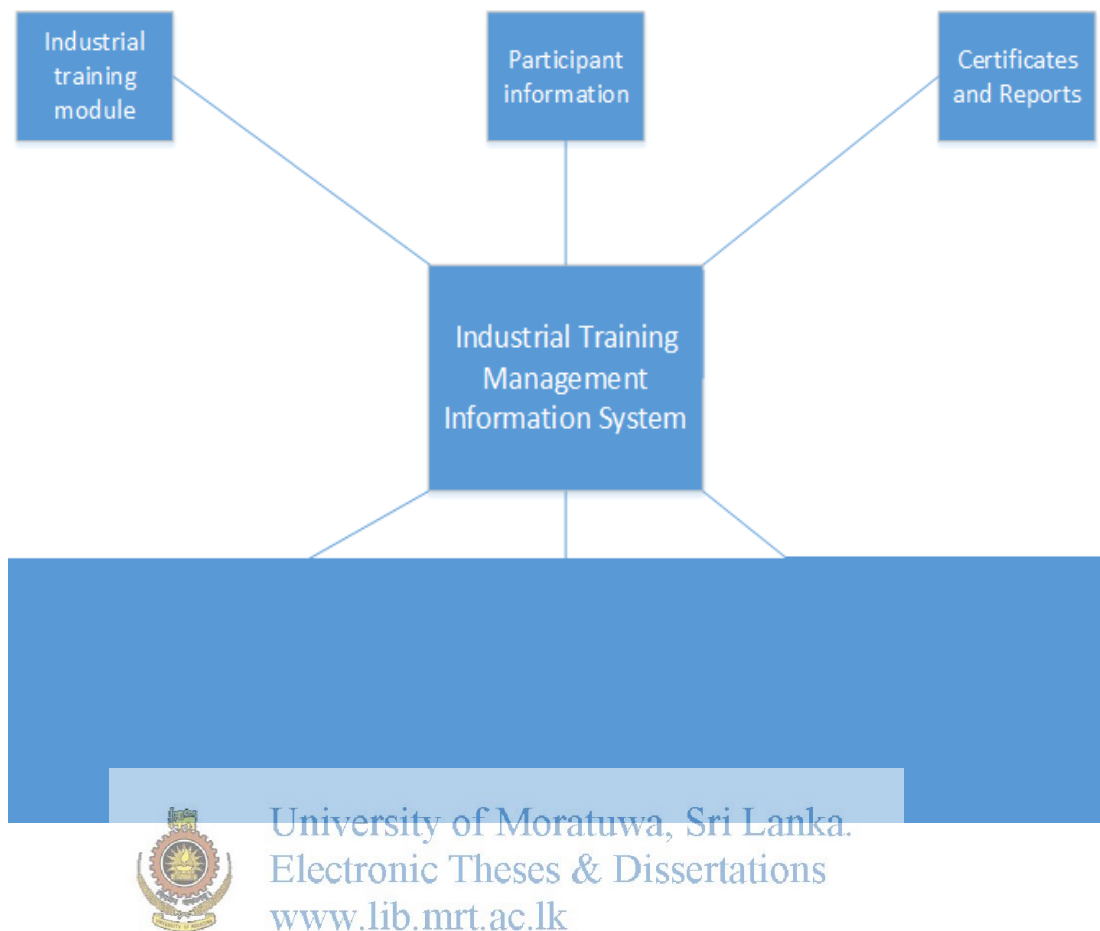 Industrial
training
module
Participant
information
Certificates
and Reports
Industrial Training
Management
Information System
University of Moratuwa, Sri Lanka.
Electronic Theses & Dissertations
www.lib.mrt.ac.lk